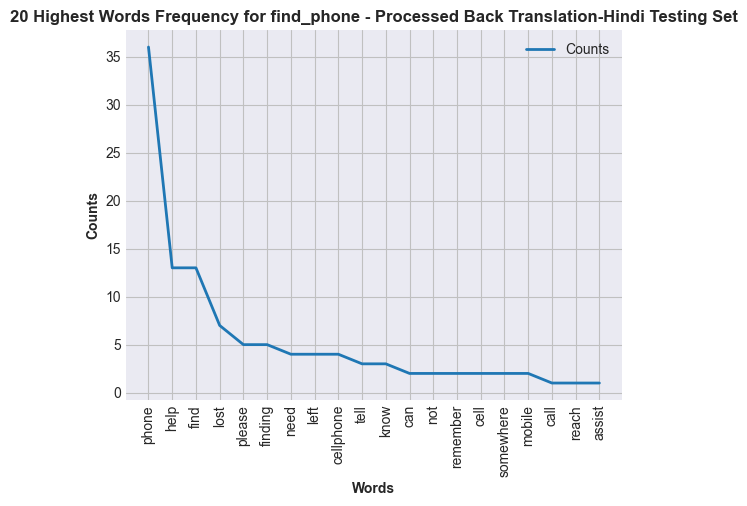 20 Highest Words Frequency for find_phone - Processed Back Translation-Hindi Testing Set
Counts
35
30
25
20
15
10
5
0
Counts
phone
help
find
lost
please
finding
need
left
cellphone
tell
know
can
not
remember
cell
somewhere
mobile
call
reach
assist
Words